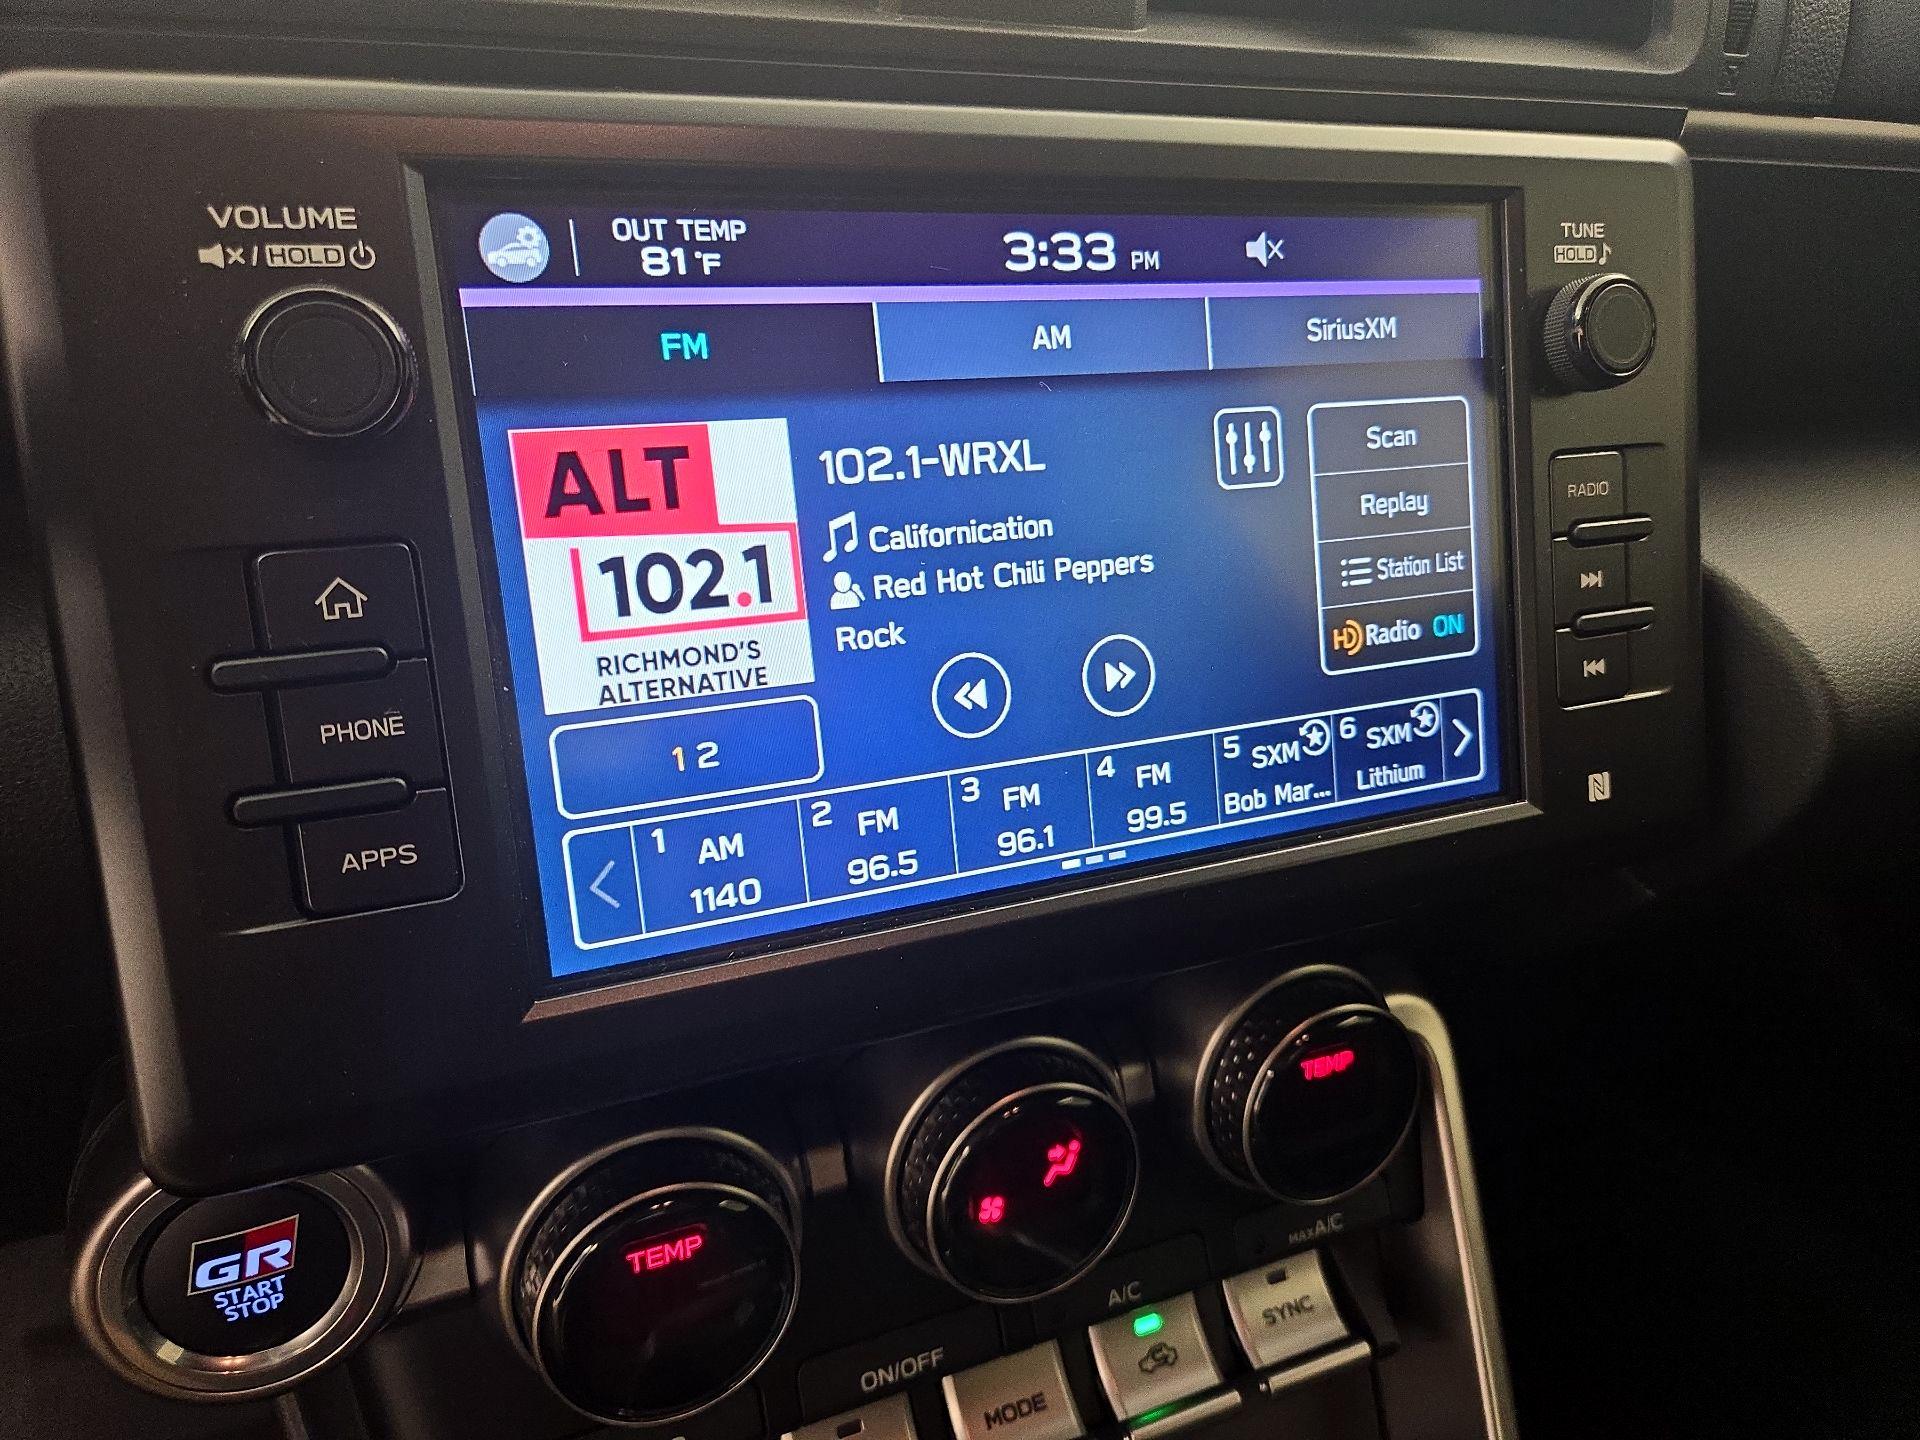 VOLUME
/ HOLD
OUT TEMP
81°F
3:33 PM
TUNE
HOLD
FM
AM
SiriusXM
ALT
102.1
RICHMOND'S
ALTERNATIVE
102.1-WRXL
Californication
Red Hot Chili Peppers
Rock
Scan
Replay
Station List
HD Radio ON
RADIO
PHONE
APPS
1 2
1 AM
1140
2 FM
96.5
3 FM
96.1
4 FM
99.5
5 SXM
Bob Mar...
6 SXM
Lithium
GR
START
STOP
TEMP
TEMP
MAX A/C
A/C
SYNC
ON/OFF
MODE